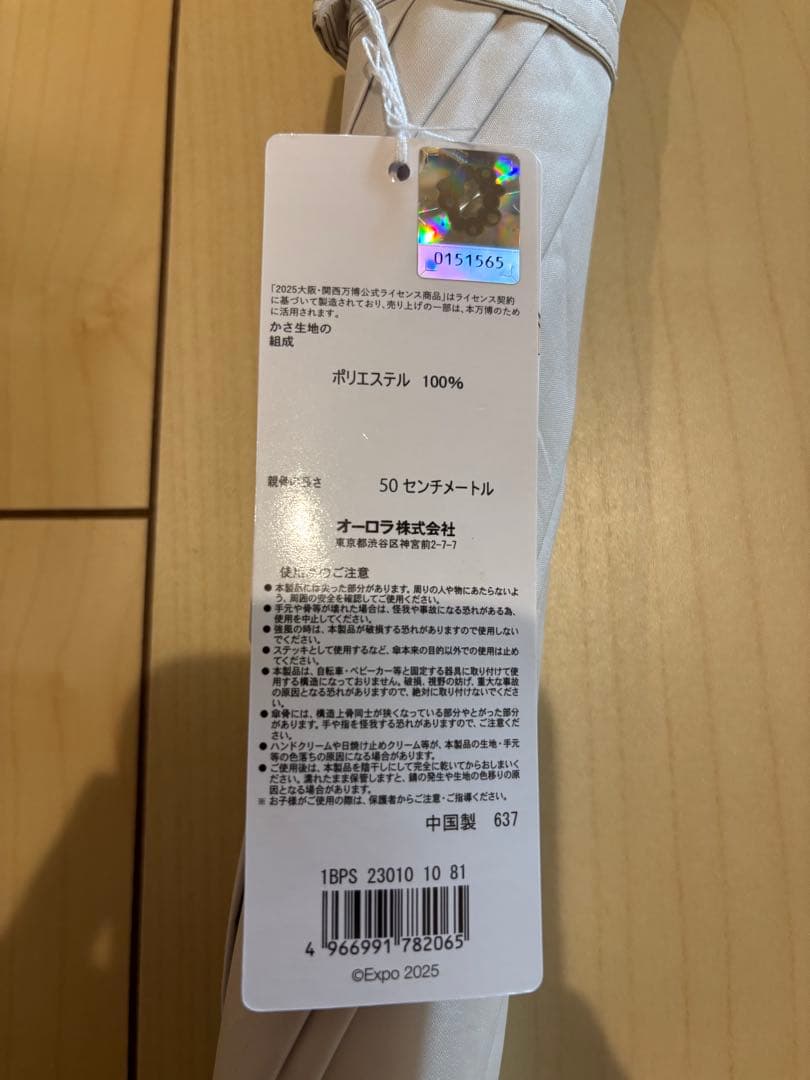 0151565
「2025大阪・関西万博公式ライセンス商品」はライセンス契約
に基づいて製造されており、売り上げの一部は、本万博のため
に活用されます。
かさ生地の
組成
ポリエステル 100%
親骨の長さ
50 センチメートル
オーロラ株式会社
東京都渋谷区神宮前2-7-7
使用上のご注意
● 本製品には尖った部分があります。周りの人や物にあたらないよ
う、周囲の安全を確認してご使用ください。
● 手元や骨等が壊れた場合は、怪我や事故になる恐れがある為、
使用を中止してください。
● 強風の時は、本製品が破損する恐れがありますので使用しない
でください。
● ステッキとして使用するなど、傘本来の目的以外での使用は止め
てください。
● 本製品は、自転車・ベビーカー等と固定する器具に取り付けて使
用する構造になっておりません。破損、視野の妨げ、重大な事故
の原因となる恐れがありますので、絶対に取り付けないでくださ
い。
● 傘骨には、構造上骨同士が狭くなっている部分やとがった部分
があります。手や指を怪我する恐れがありますので、ご注意くだ
さい。
● ハンドクリームや日焼け止めクリーム等が、本製品の生地・手元
等の色落ちの原因になる場合があります。
● ご使用後は、本製品を陰干しにして完全に乾いてからおしまいく
ださい。濡れたまま保管しますと、錆の発生や生地の色移りの原
因となる場合があります。
※ お子様がご使用の際は、保護者からご注意・ご指導ください。
中国製 637
1BPS 23010 10 81
4 966991 782065
©Expo 2025